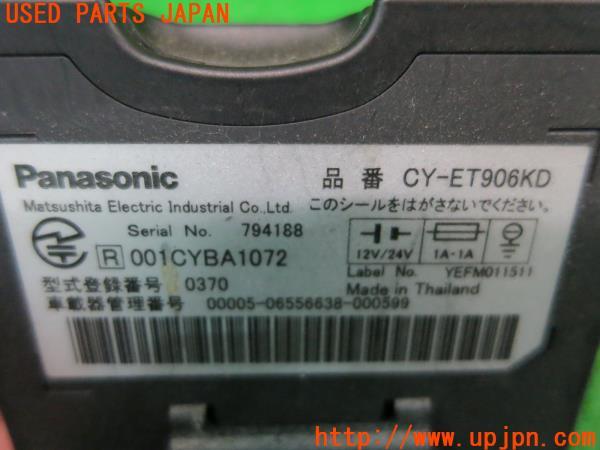 USED PARTS JAPAN
Panasonic 品番 CY-ET906KD
Matsushita Electric Industrial Co.,Ltd. このシールをはがさないでください。
Serial No. 794188
R 001CYBA1072 12V/24V 1A・1A
Label No. YEFM011511
型式登録番号 0370 Made in Thailand
車載器管理番号 00005-06556638-000599
USED PARTS JAPAN
http://www.upjpn.com